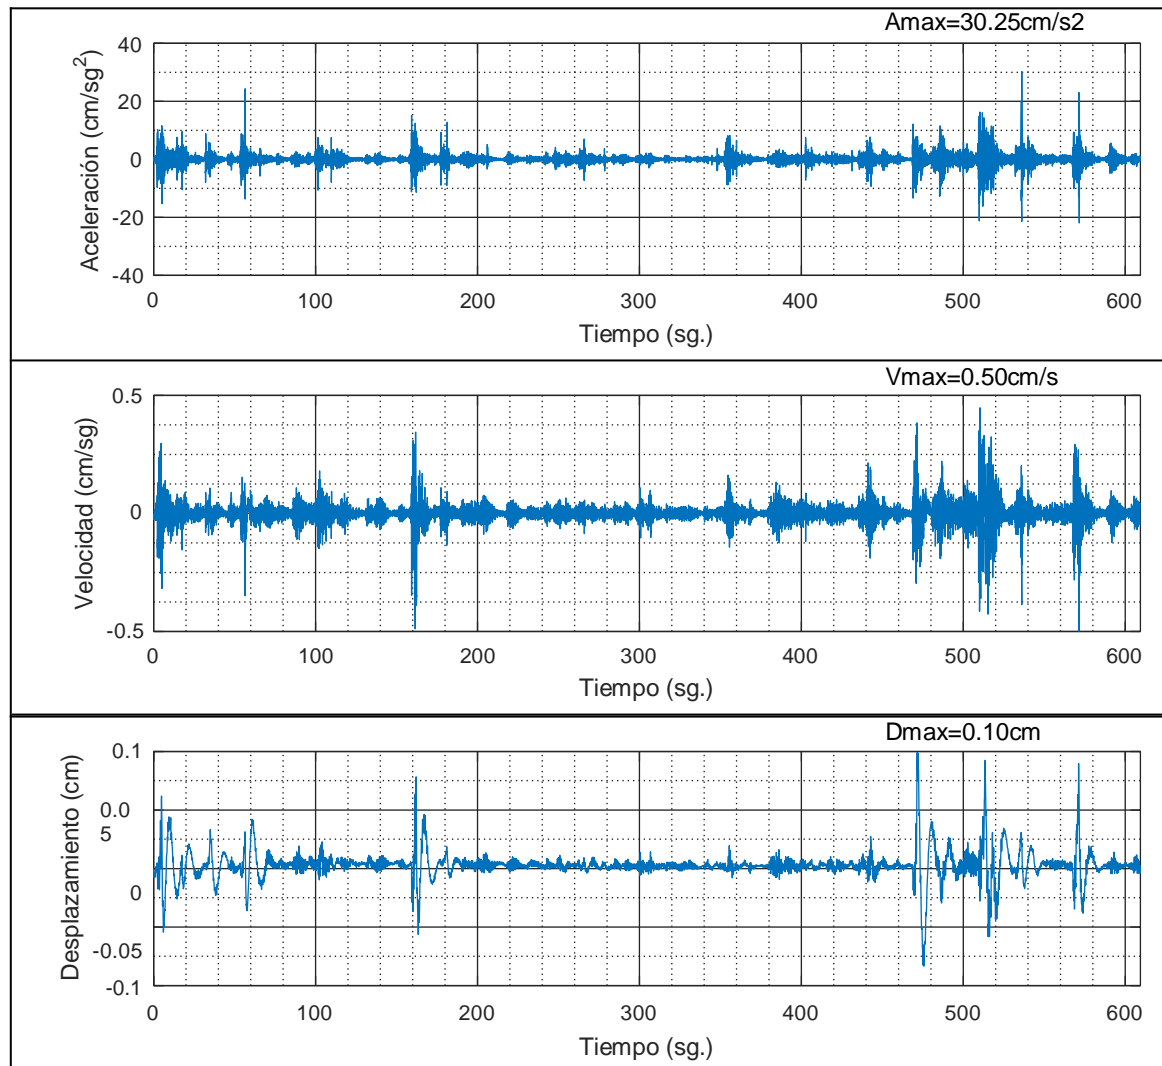 Amax=30.25cm/s2
Aceleración (cm/sg²)
40
20
0
-20
-40
0 100 200 300 400 500 600
Tiempo (sg.)
Vmax=0.50cm/s
Velocidad (cm/sg)
0.5
0
-0.5
0 100 200 300 400 500 600
Tiempo (sg.)
Dmax=0.10cm
Desplazamiento (cm)
0.1
0.0
5
0
-0.05
-0.1
0 100 200 300 400 500 600
Tiempo (sg.)